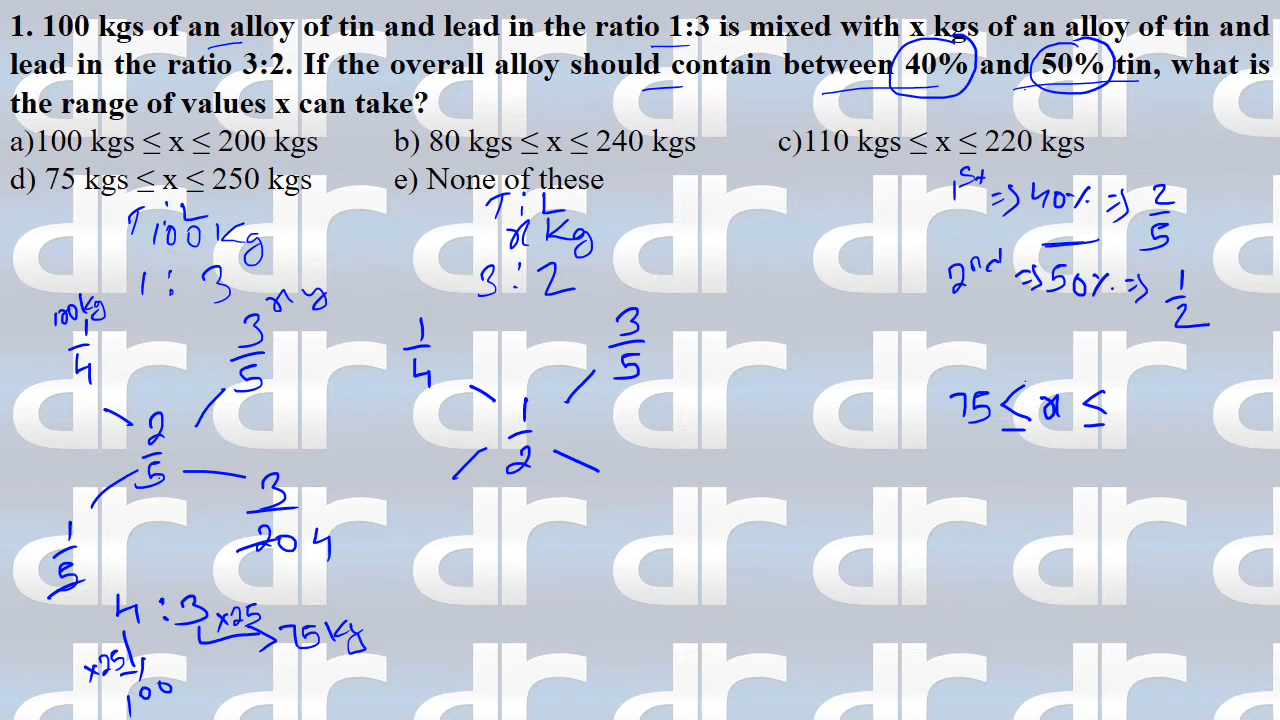 1. 100 kgs of an alloy of tin and lead in the ratio 1:3 is mixed with x kgs of an alloy of tin and
lead in the ratio 3:2. If the overall alloy should contain between 40% and 50% tin, what is
the range of values x can take?
a)100 kgs ≤ x ≤ 200 kgs b) 80 kgs ≤ x ≤ 240 kgs c)110 kgs ≤ x ≤ 220 kgs
d) 75 kgs ≤ x ≤ 250 kgs e) None of these
T : L
100 Kg
1 : 3
100kg
1/4 3/5
2/5
1/5 3/20 4
4 : 3 ×25 75 Kg
×25
100
T : L
x Kg
3 : 2
1/4 3/5
1/2
1st => 40% => 2/5
2nd => 50% => 1/2
75 ≤ x ≤
dr